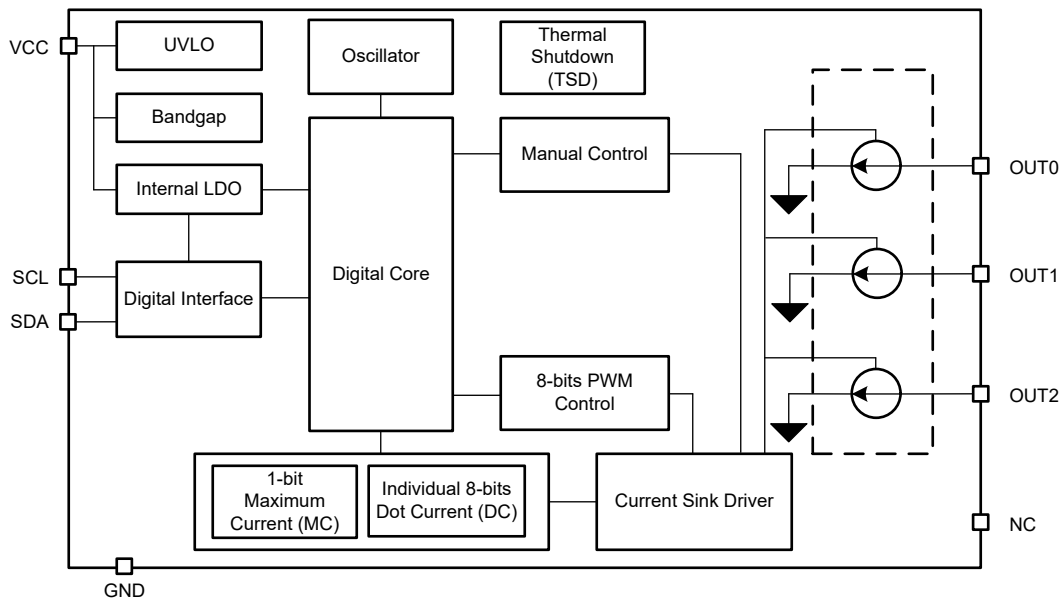 VCC
UVLO
Oscillator
Thermal
Shutdown
(TSD)
Bandgap
Manual Control
OUT0
Internal LDO
Digital Core
SCL
Digital Interface
SDA
OUT1
8-bits PWM
Control
OUT2
1-bit
Maximum
Current (MC)
Individual 8-bits
Dot Current (DC)
Current Sink Driver
NC
GND